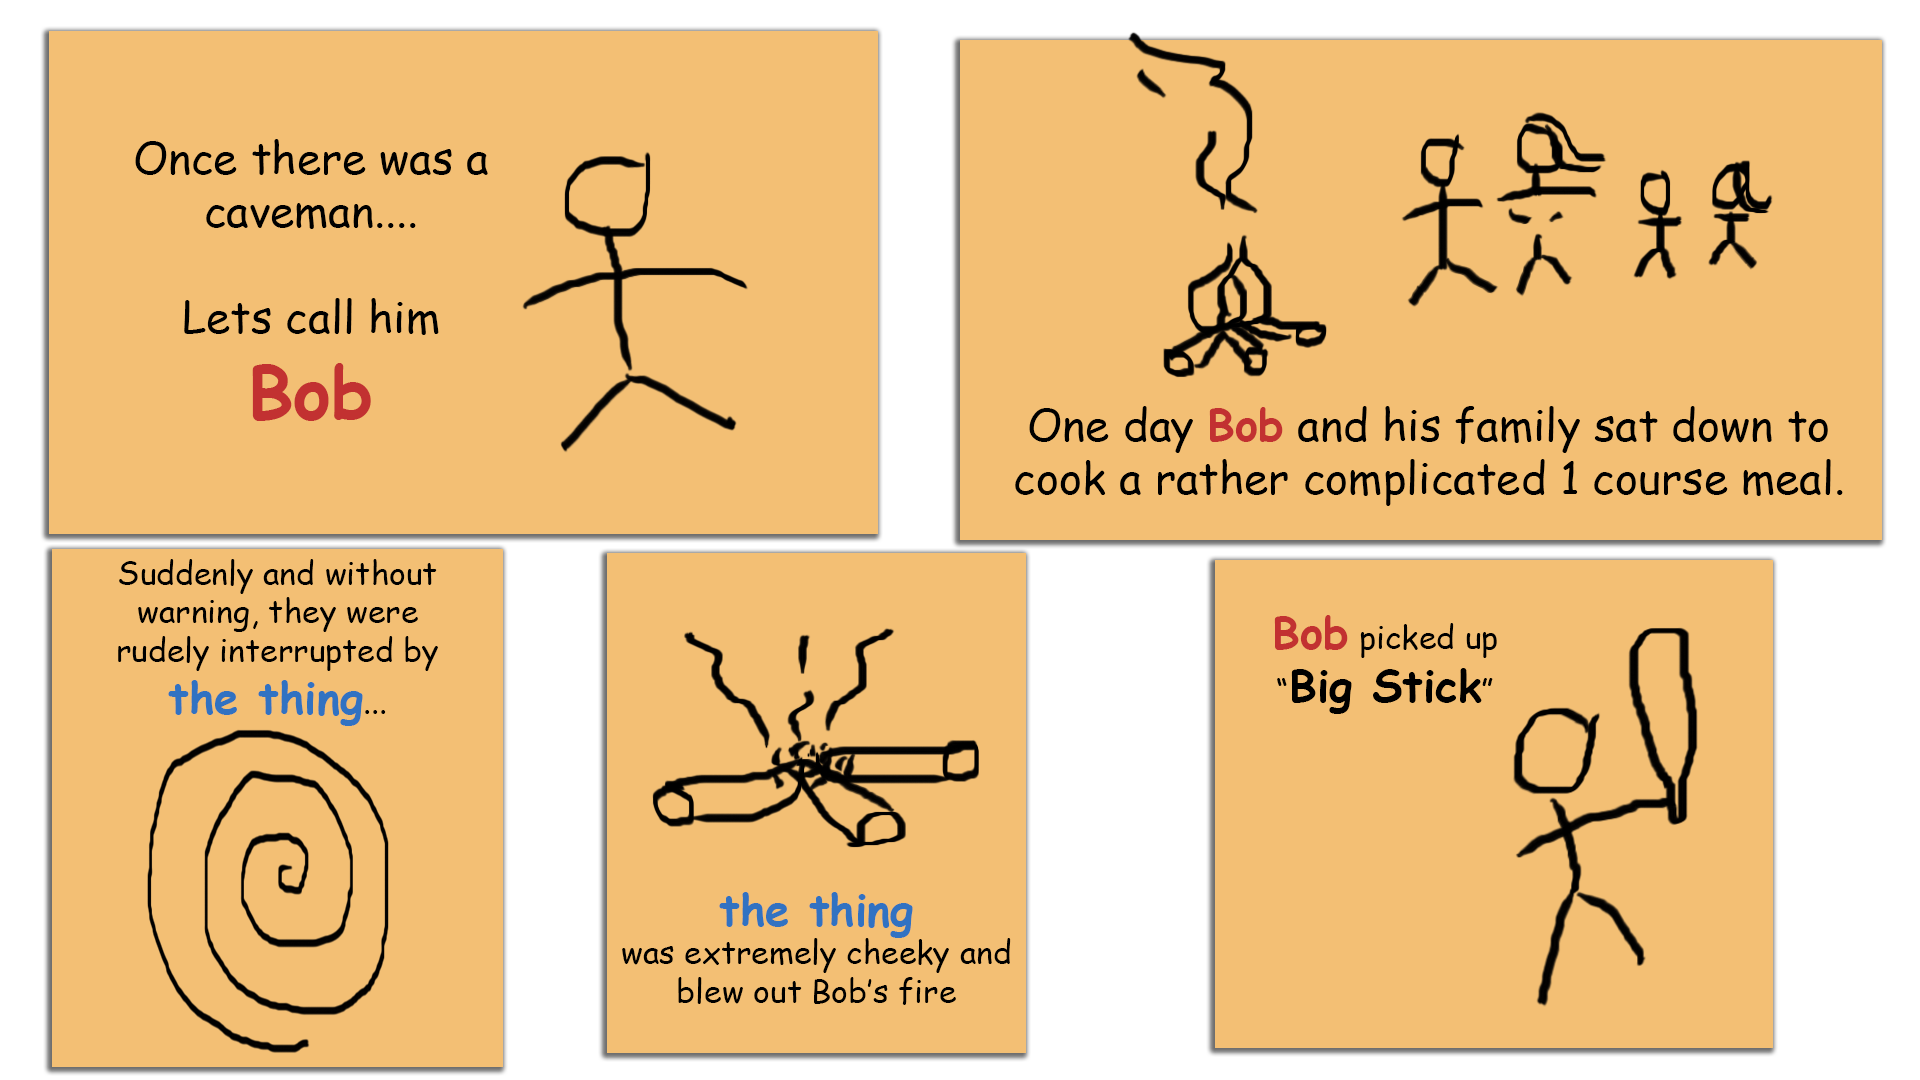 Once there was a
caveman....
Lets call him
Bob
One day Bob and his family sat down to
cook a rather complicated 1 course meal.
Suddenly and without
warning, they were
rudely interrupted by
the thing...
the thing
was extremely cheeky and
blew out Bob's fire
Bob picked up
“Big Stick”